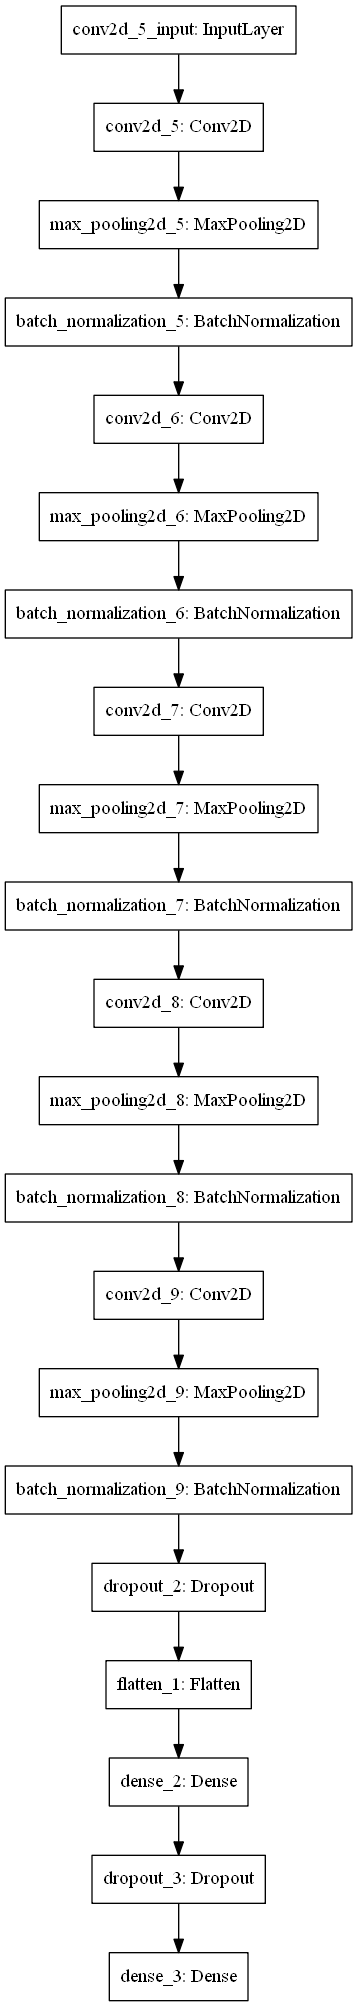 conv2d_5_input: InputLayer
conv2d_5: Conv2D
max_pooling2d_5: MaxPooling2D
batch_normalization_5: BatchNormalization
conv2d_6: Conv2D
max_pooling2d_6: MaxPooling2D
batch_normalization_6: BatchNormalization
conv2d_7: Conv2D
max_pooling2d_7: MaxPooling2D
batch_normalization_7: BatchNormalization
conv2d_8: Conv2D
max_pooling2d_8: MaxPooling2D
batch_normalization_8: BatchNormalization
conv2d_9: Conv2D
max_pooling2d_9: MaxPooling2D
batch_normalization_9: BatchNormalization
dropout_2: Dropout
flatten_1: Flatten
dense_2: Dense
dropout_3: Dropout
dense_3: Dense